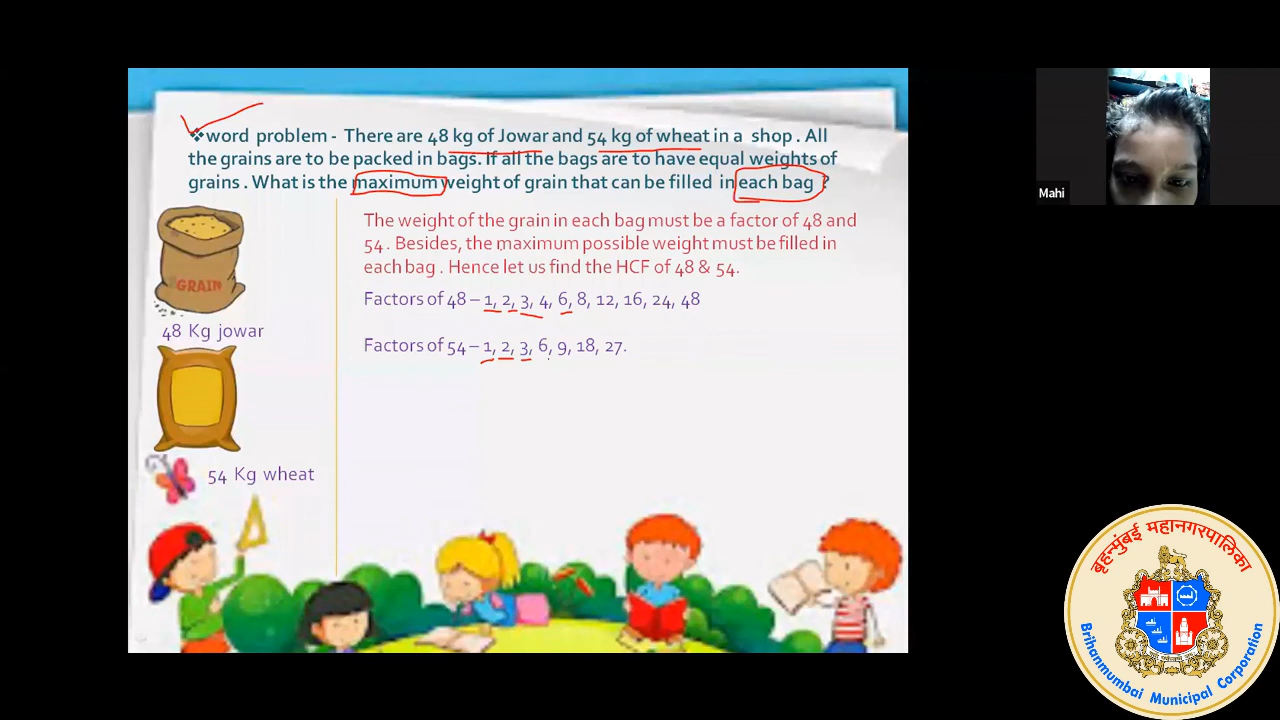 ❖word problem - There are 48 kg of Jowar and 54 kg of wheat in a shop . All
the grains are to be packed in bags. If all the bags are to have equal weights of
grains . What is the maximum weight of grain that can be filled in each bag ?
The weight of the grain in each bag must be a factor of 48 and
54 . Besides, the maximum possible weight must be filled in
each bag . Hence let us find the HCF of 48 & 54.
GRAIN
Factors of 48 – 1, 2, 3, 4, 6, 8, 12, 16, 24, 48
48 Kg jowar
Factors of 54 – 1, 2, 3, 6, 9, 18, 27.
54 Kg wheat
Mahi
बृहन्मुंबई महानगरपालिका
Brihanmumbai Municipal Corporation